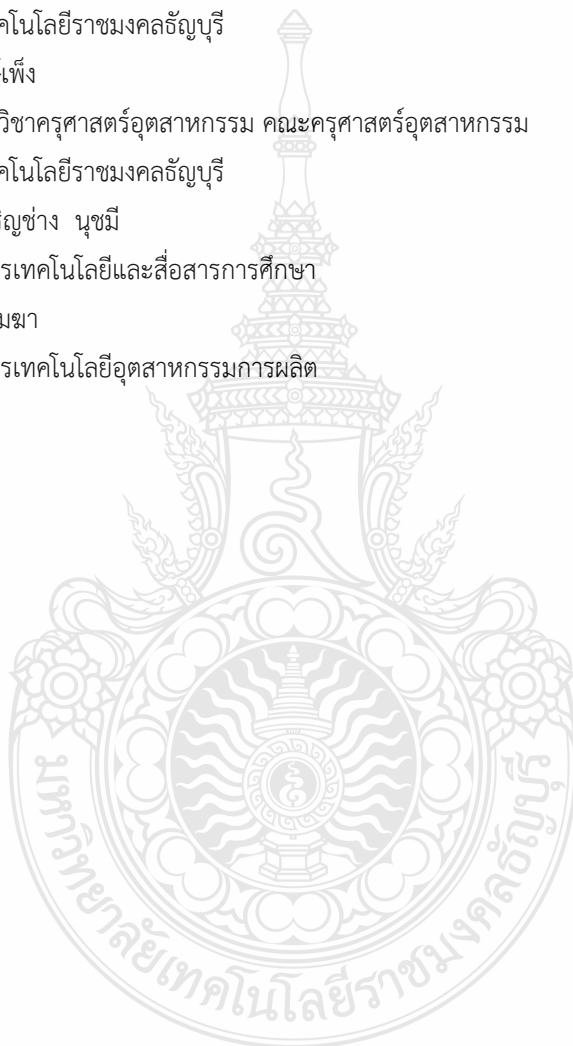 คโนโลยีราชมงคลธัญบุรี
์เพ็ง
วิชาครุศาสตร์อุตสาหกรรม คณะครุศาสตร์อุตสาหกรรม
คโนโลยีราชมงคลธัญบุรี
ชิญช่าง นุชมี
รเทคโนโลยีและสื่อสารการศึกษา
มฆา
รเทคโนโลยีอุตสาหกรรมการผลิต
มหาวิทยาลัยเทคโนโลยีราชมงคลธัญบุรี